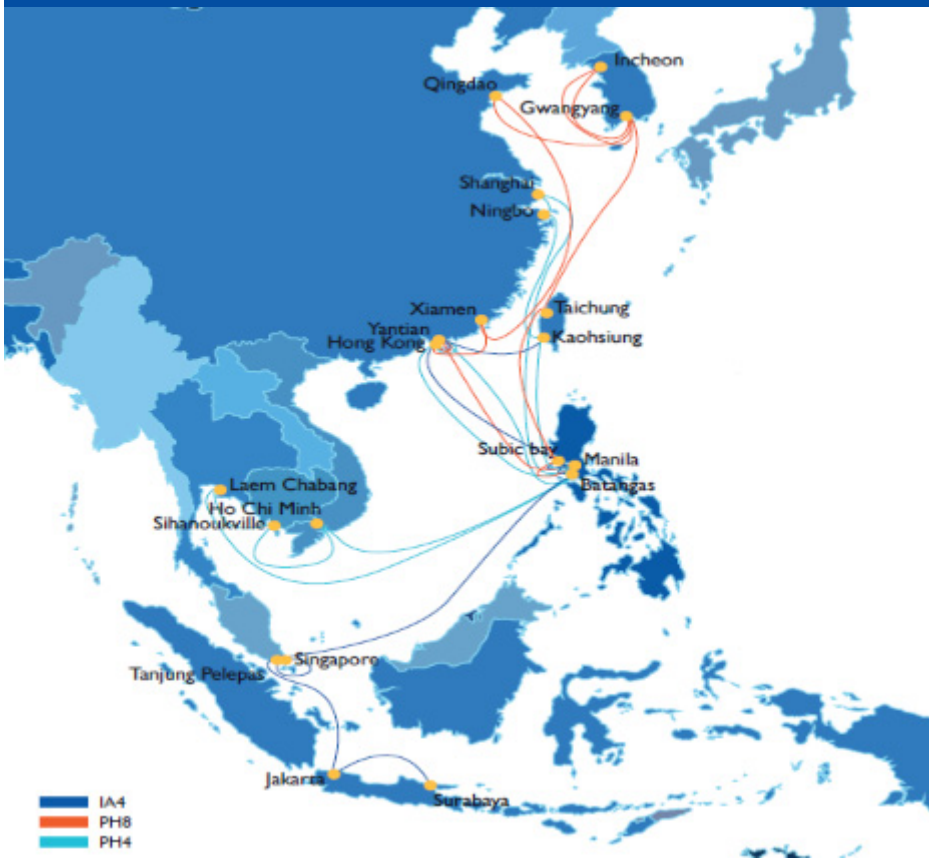 Incheon
Qingdao
Gwangyang
Shanghai
Ningbo
Xiamen
Taichung
Yantian
Hong Kong
Kaohsiung
Subic bay
Manila
Batangas
Laem Chabang
Ho Chi Minh
Sihanoukville
Singapore
Tanjung Pelepas
Jakarta
Surabaya
IA4
PH8
PH4